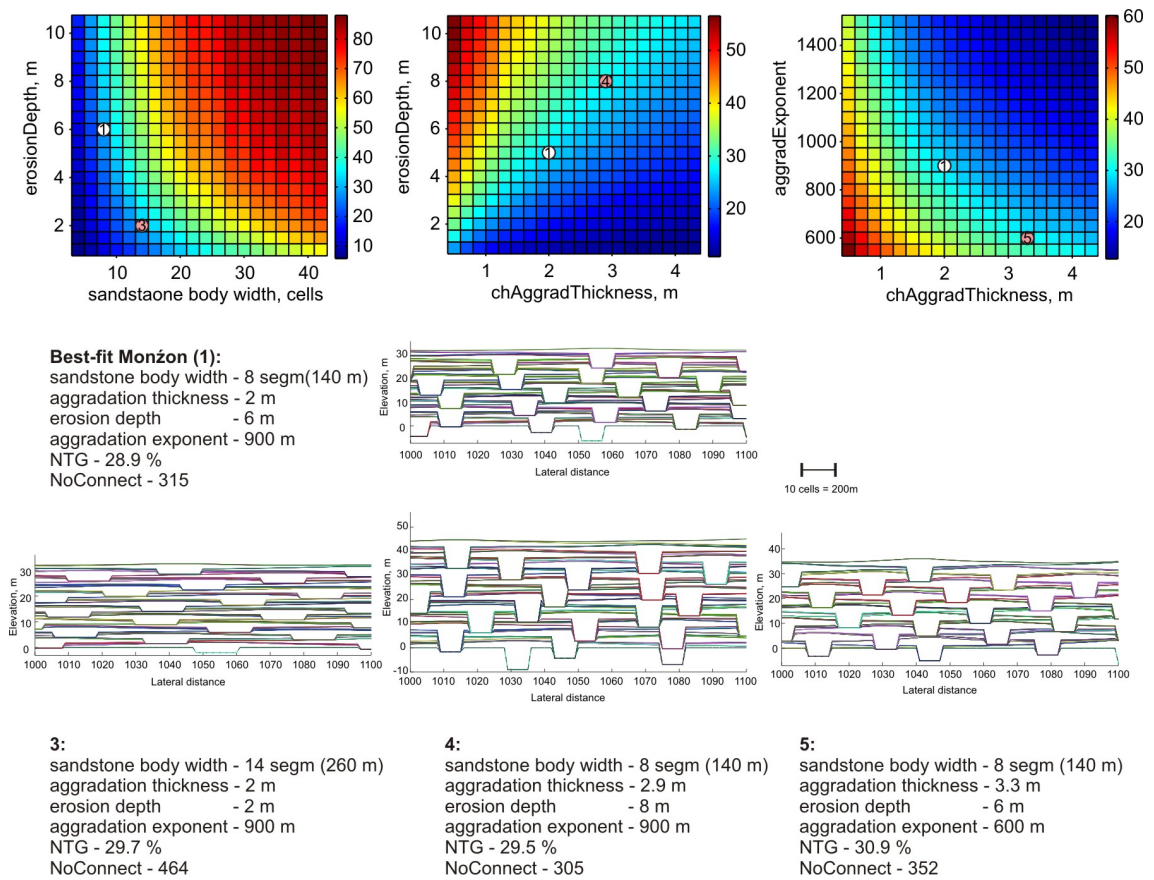 10
8
6
4
2
erosionDepth, m
10
20
30
40
sandstaone body width, cells
80
70
60
50
40
30
20
10
1
3
10
8
6
4
2
erosionDepth, m
1
2
3
4
chAggradThickness, m
50
40
30
20
4
1
1400
1200
1000
800
600
aggradExponent
1
2
3
4
chAggradThickness, m
60
50
40
30
20
1
5
Best-fit Monźon (1):
sandstone body width - 8 segm(140 m)
aggradation thickness - 2 m
erosion depth - 6 m
aggradation exponent - 900 m
NTG - 28.9 %
NoConnect - 315
Elevation, m
30
20
10
0
1000 1010 1020 1030 1040 1050 1060 1070 1080 1090 1100
Lateral distance
10 cells = 200m
Elevation, m
30
20
10
0
1000 1010 1020 1030 1040 1050 1060 1070 1080 1090 1100
Lateral distance
Elevation, m
50
40
30
20
10
0
-10
1000 1010 1020 1030 1040 1050 1060 1070 1080 1090 1100
Lateral distance
Elevation, m
40
30
20
10
0
1000 1010 1020 1030 1040 1050 1060 1070 1080 1090 1100
Lateral distance
3:
sandstone body width - 14 segm (260 m)
aggradation thickness - 2 m
erosion depth - 2 m
aggradation exponent - 900 m
NTG - 29.7 %
NoConnect - 464
4:
sandstone body width - 8 segm (140 m)
aggradation thickness - 2.9 m
erosion depth - 8 m
aggradation exponent - 900 m
NTG - 29.5 %
NoConnect - 305
5:
sandstone body width - 8 segm (140 m)
aggradation thickness - 3.3 m
erosion depth - 6 m
aggradation exponent - 600 m
NTG - 30.9 %
NoConnect - 352